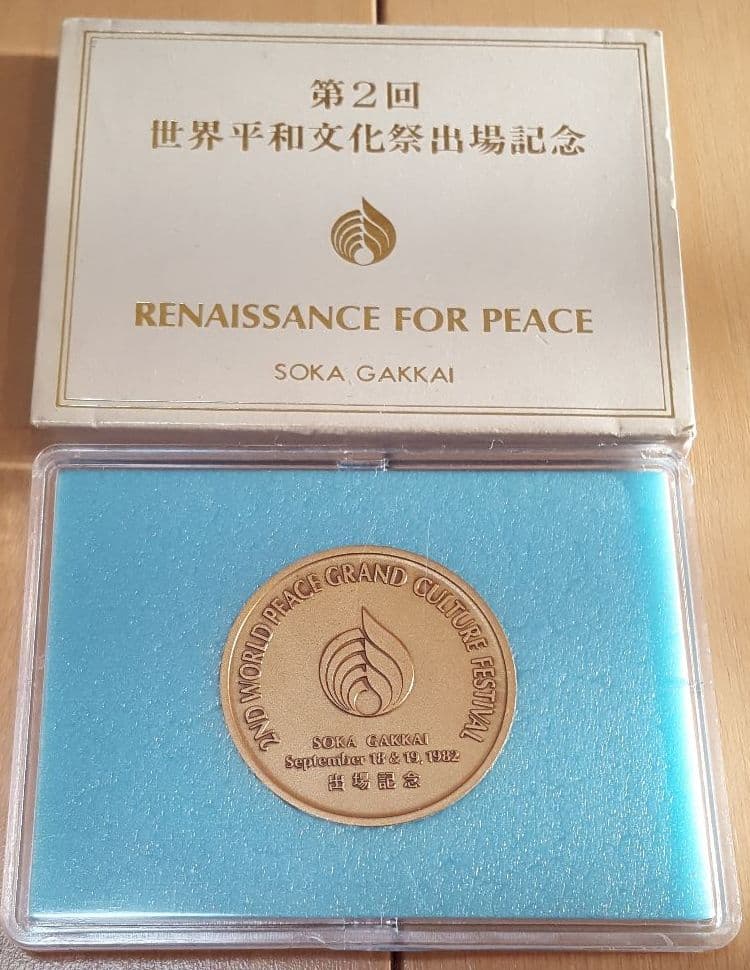 第2回
世界平和文化祭出場記念
RENAISSANCE FOR PEACE
SOKA GAKKAI
2ND WORLD PEACE GRAND CULTURE FESTIVAL
SOKA GAKKAI
September 18 & 19, 1982
出場記念